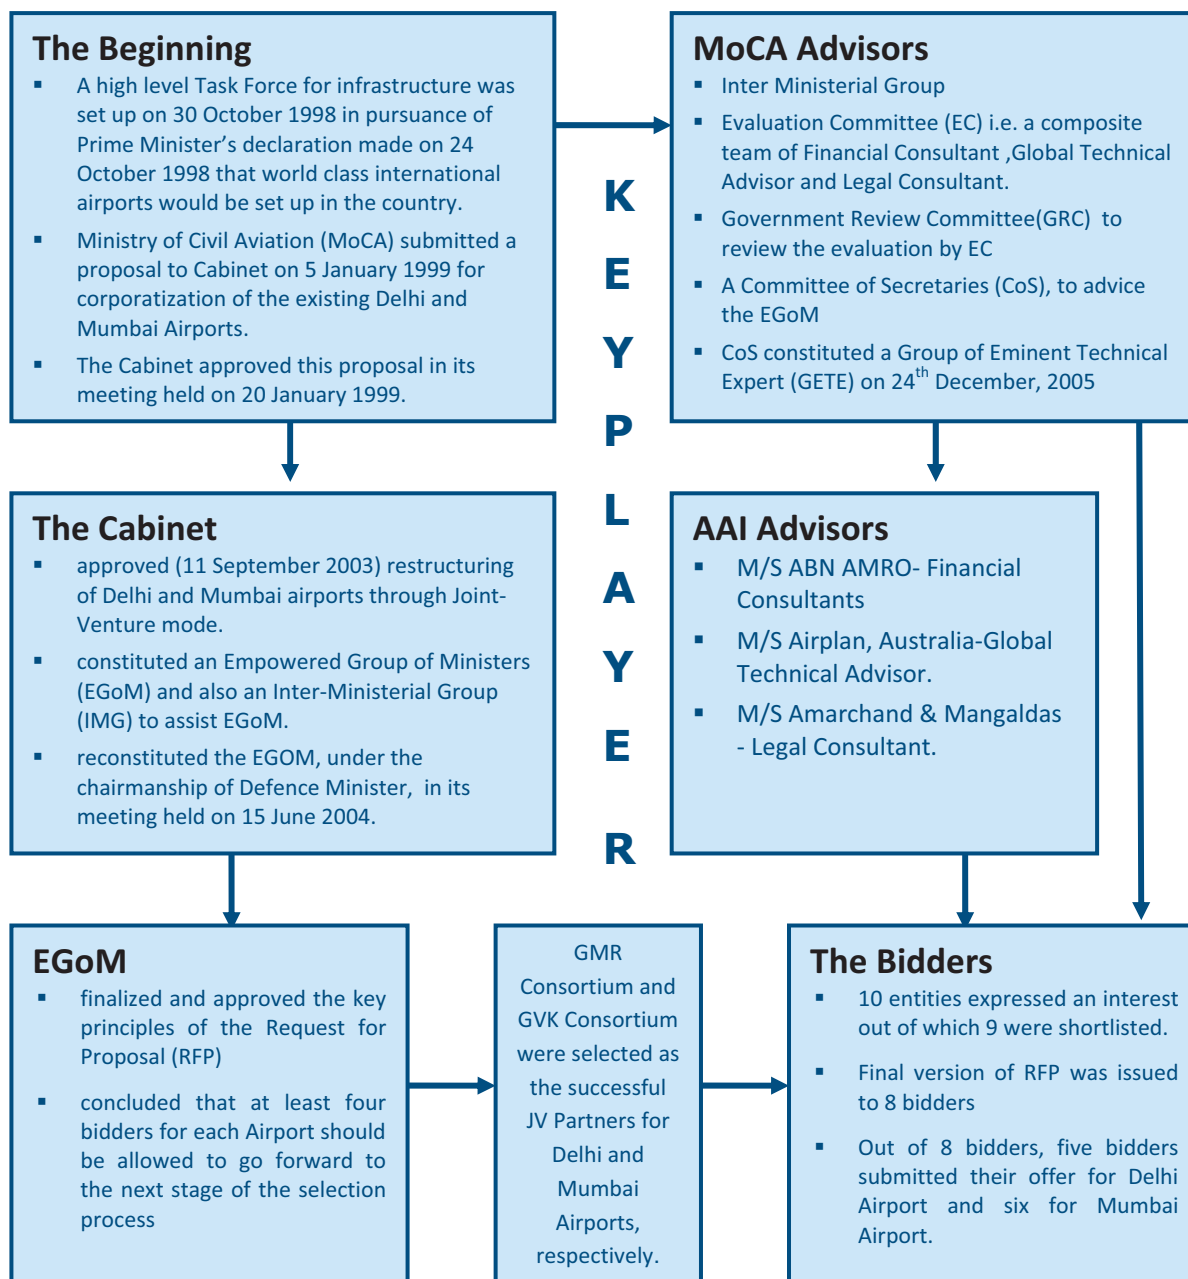 The Beginning
▪ A high level Task Force for infrastructure was
set up on 30 October 1998 in pursuance of
Prime Minister’s declaration made on 24
October 1998 that world class international
airports would be set up in the country.
▪ Ministry of Civil Aviation (MoCA) submitted a
proposal to Cabinet on 5 January 1999 for
corporatization of the existing Delhi and
Mumbai Airports.
▪ The Cabinet approved this proposal in its
meeting held on 20 January 1999.
MoCA Advisors
▪ Inter Ministerial Group
▪ Evaluation Committee (EC) i.e. a composite
team of Financial Consultant ,Global Technical
Advisor and Legal Consultant.
▪ Government Review Committee(GRC) to
review the evaluation by EC
▪ A Committee of Secretaries (CoS), to advice
the EGoM
▪ CoS constituted a Group of Eminent Technical
Expert (GETE) on 24th December, 2005
K
E
Y
P
L
A
Y
E
R
The Cabinet
▪ approved (11 September 2003) restructuring
of Delhi and Mumbai airports through Joint-
Venture mode.
▪ constituted an Empowered Group of Ministers
(EGoM) and also an Inter-Ministerial Group
(IMG) to assist EGoM.
▪ reconstituted the EGOM, under the
chairmanship of Defence Minister, in its
meeting held on 15 June 2004.
AAI Advisors
▪ M/S ABN AMRO- Financial
Consultants
▪ M/S Airplan, Australia-Global
Technical Advisor.
▪ M/S Amarchand & Mangaldas
- Legal Consultant.
EGoM
▪ finalized and approved the key
principles of the Request for
Proposal (RFP)
▪ concluded that at least four
bidders for each Airport should
be allowed to go forward to
the next stage of the selection
process
GMR
Consortium and
GVK Consortium
were selected as
the successful
JV Partners for
Delhi and
Mumbai
Airports,
respectively.
The Bidders
▪ 10 entities expressed an interest
out of which 9 were shortlisted.
▪ Final version of RFP was issued
to 8 bidders
▪ Out of 8 bidders, five bidders
submitted their offer for Delhi
Airport and six for Mumbai
Airport.